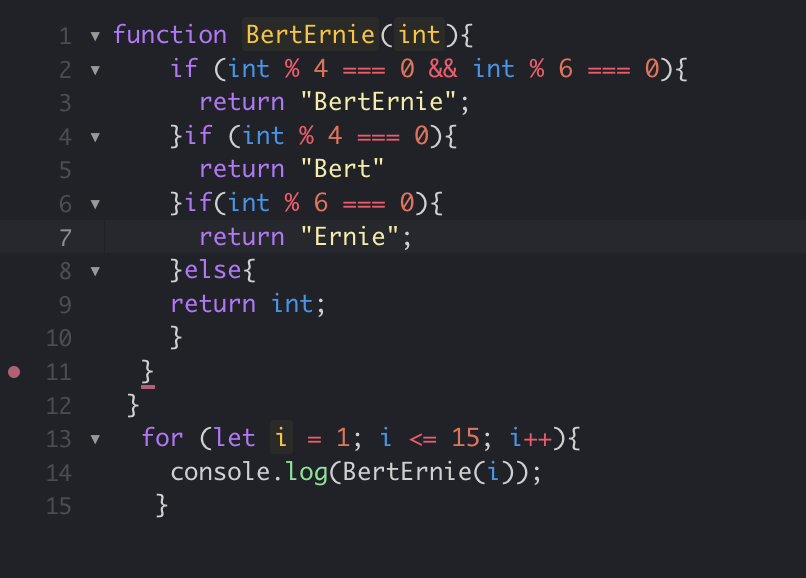 1 ▼ function BertErnie(int){
2 ▼     if (int % 4 === 0 && int % 6 === 0){
3         return "BertErnie";
4 ▼     }if (int % 4 === 0){
5         return "Bert"
6 ▼     }if(int % 6 === 0){
7         return "Ernie";
8 ▼     }else{
9       return int;
10      }
11    }
12   }
13 ▼  for (let i = 1; i <= 15; i++){
14      console.log(BertErnie(i));
15     }